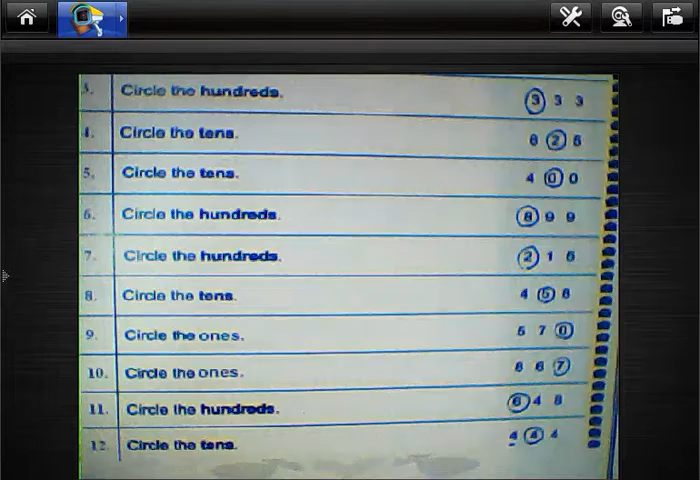 3. Circle the hundreds. 3 3 3
4. Circle the tens. 6 2 5
5. Circle the tens. 4 0 0
6. Circle the hundreds. 8 9 9
7. Circle the hundreds. 2 1 6
8. Circle the tens. 4 5 6
9. Circle the ones. 5 7 0
10. Circle the ones. 6 6 7
11. Circle the hundreds. 6 4 8
12. Circle the tens. 4 4 4